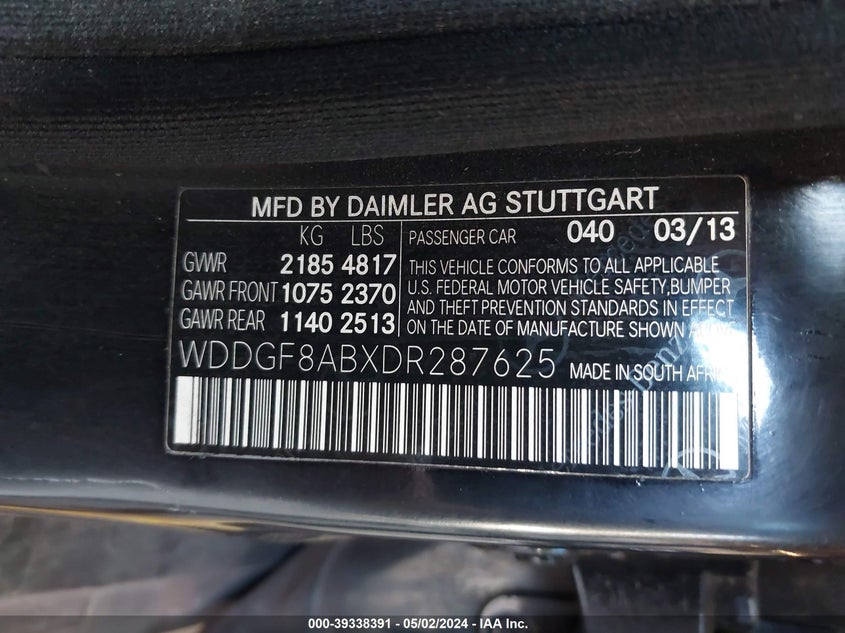 MFD BY DAIMLER AG STUTTGART
KG LBS
GVWR 2185 4817
GAWR FRONT 1075 2370
GAWR REAR 1140 2513
PASSENGER CAR 040 03/13
THIS VEHICLE CONFORMS TO ALL APPLICABLE
U.S. FEDERAL MOTOR VEHICLE SAFETY,BUMPER
AND THEFT PREVENTION STANDARDS IN EFFECT
ON THE DATE OF MANUFACTURE SHOWN ABOVE
WDDGF8ABXDR287625 MADE IN SOUTH
000-39338391 - 05/02/2024 - IAA Inc.